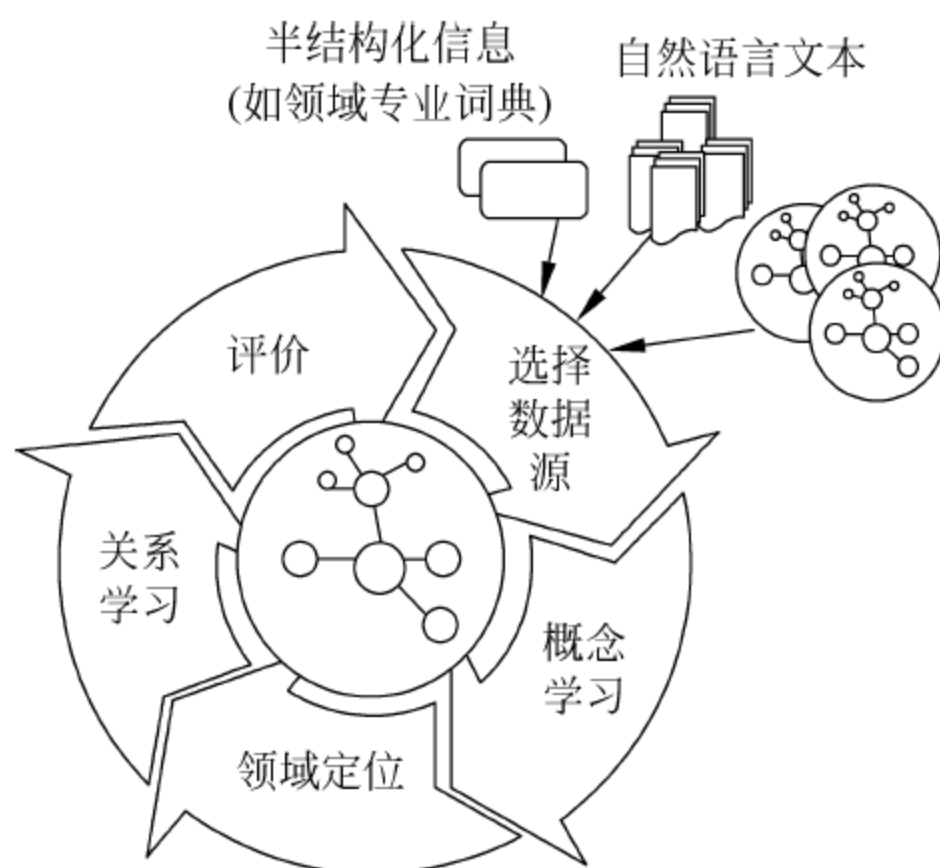 半结构化信息
(如领域专业词典)
自然语言文本
评价
选择
数据
源
关系
学习
概念
学习
领域定位